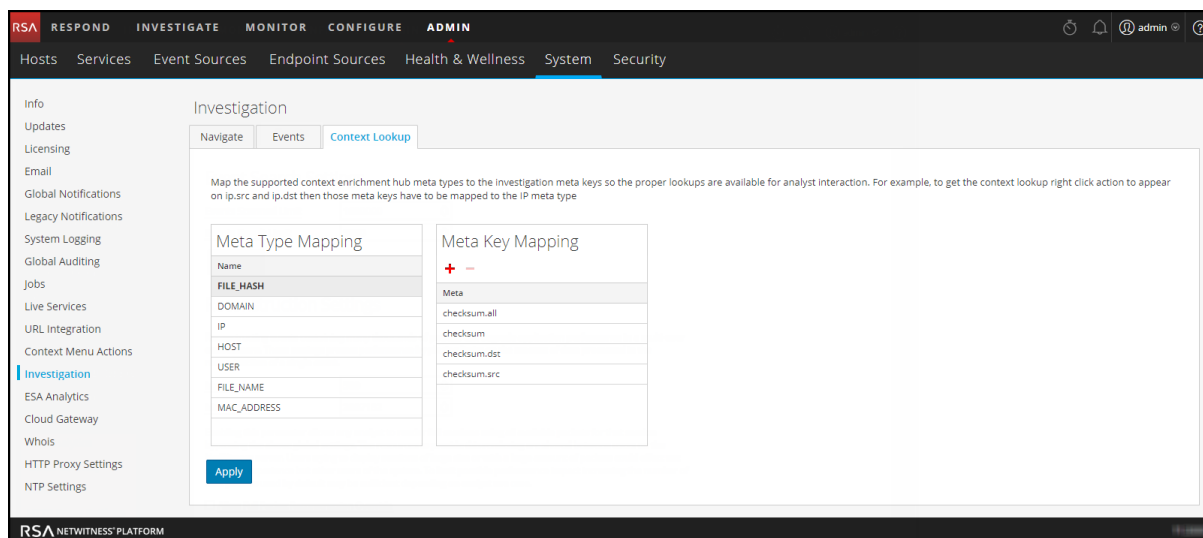 RSA RESPOND INVESTIGATE MONITOR CONFIGURE ADMIN admin
Hosts Services Event Sources Endpoint Sources Health & Wellness System Security
Info
Updates
Licensing
Email
Global Notifications
Legacy Notifications
System Logging
Global Auditing
Jobs
Live Services
URL Integration
Context Menu Actions
Investigation
ESA Analytics
Cloud Gateway
Whois
HTTP Proxy Settings
NTP Settings
Investigation
Navigate Events Context Lookup
Map the supported context enrichment hub meta types to the investigation meta keys so the proper lookups are available for analyst interaction. For example, to get the context lookup right click action to appear
on ip.src and ip.dst then those meta keys have to be mapped to the IP meta type
Meta Type Mapping
Name
FILE_HASH
DOMAIN
IP
HOST
USER
FILE_NAME
MAC_ADDRESS
Meta Key Mapping
Meta
checksum.all
checksum
checksum.dst
checksum.src
Apply
RSA NETWITNESS® PLATFORM